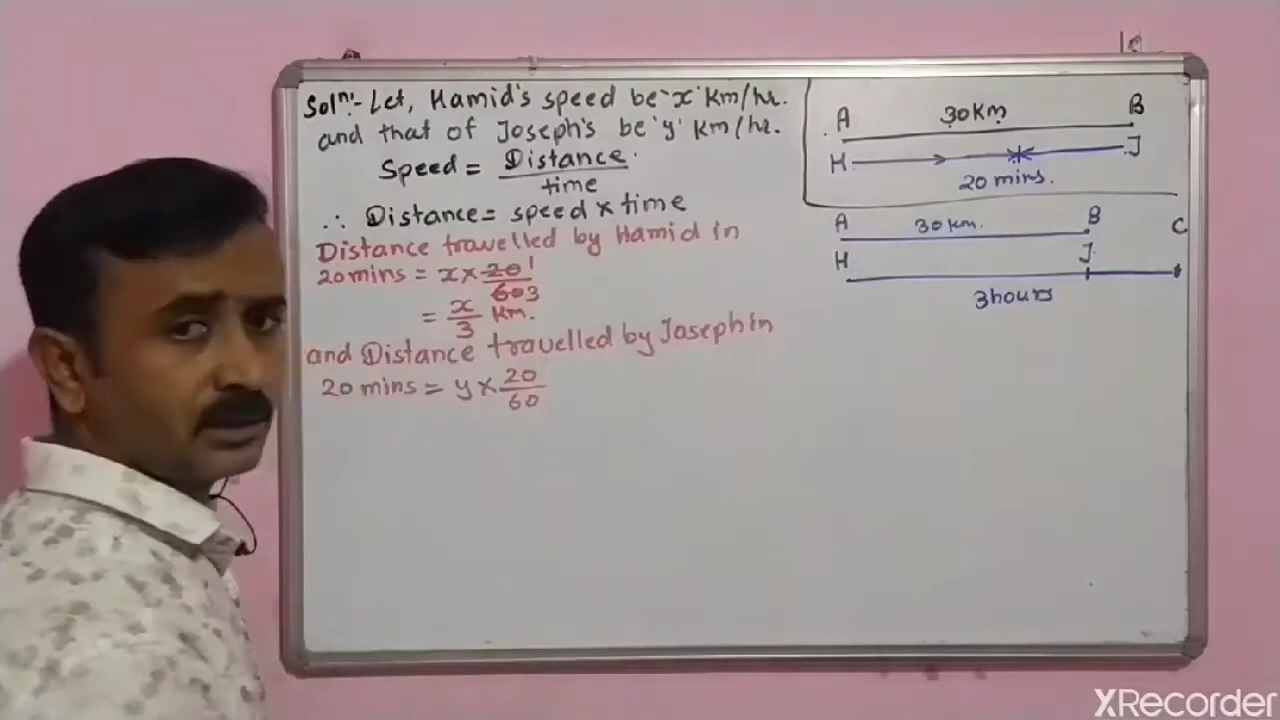 Solⁿ:- Let, Hamid's speed be 'x' Km/hr.
and that of Joseph's be 'y' Km/hr.
Speed = Distance / time
∴ Distance = speed × time
Distance travelled by Hamid in
20 mins = x × 20 1 / 60 3
= x/3 Km.
and Distance travelled by Joseph in
20 mins = y × 20/60
A 30 Km B
H J
20 mins.
A 30 km. B C
H J
3 hours
XRecorder